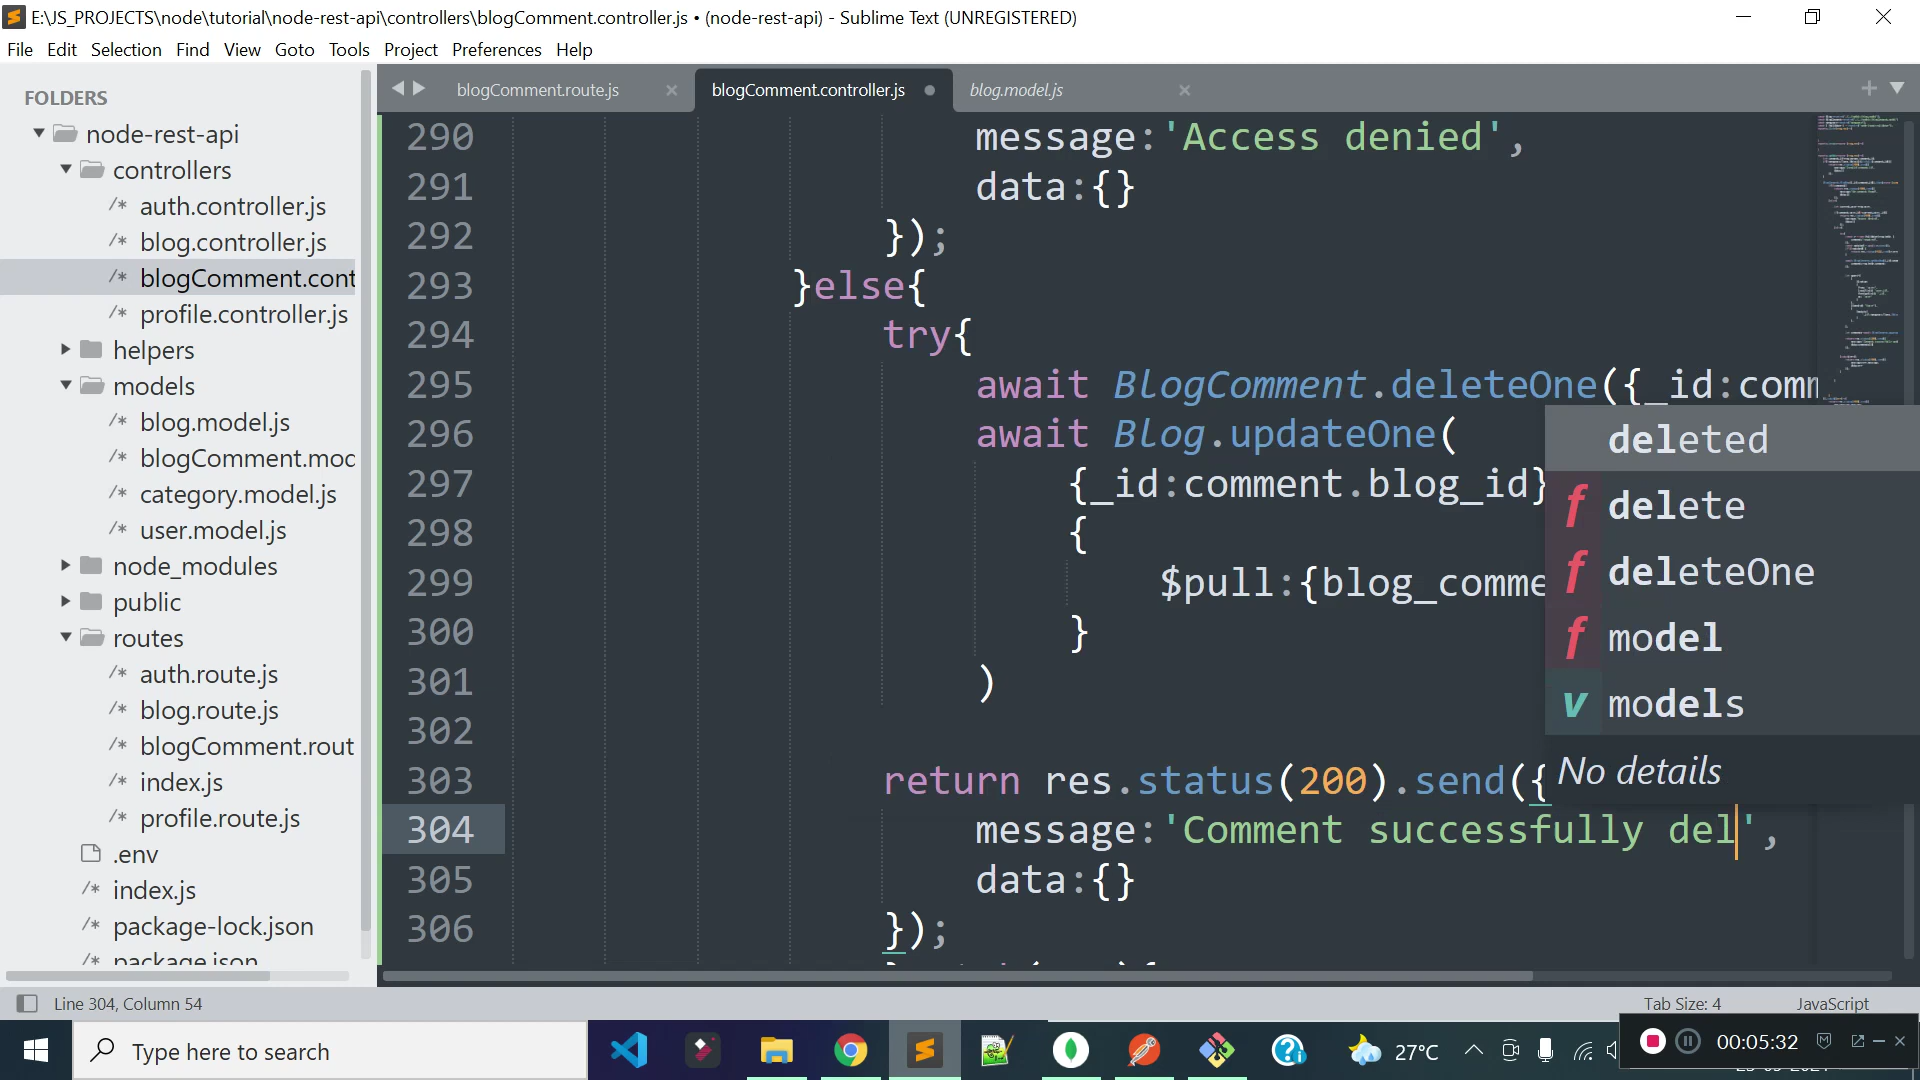 E:\JS_PROJECTS\node\tutorial\node-rest-api\controllers\blogComment.controller.js • (node-rest-api) - Sublime Text (UNREGISTERED)
File Edit Selection Find View Goto Tools Project Preferences Help
FOLDERS
node-rest-api
controllers
auth.controller.js
blog.controller.js
blogComment.cont
profile.controller.js
helpers
models
blog.model.js
blogComment.mod
category.model.js
user.model.js
node_modules
public
routes
auth.route.js
blog.route.js
blogComment.rout
index.js
profile.route.js
.env
index.js
package-lock.json
package.json
blogComment.route.js
blogComment.controller.js
blog.model.js
290 message:'Access denied',
291 data:{}
292 });
293 }else{
294 try{
295 await BlogComment.deleteOne({_id:comm
296 await Blog.updateOne(
297 {_id:comment.blog_id}
298 {
299 $pull:{blog_comme
300 }
301 )
302
303 return res.status(200).send({
304 message:'Comment successfully del',
305 data:{}
306 });
deleted
f delete
f deleteOne
f model
v models
No details
Line 304, Column 54
Tab Size: 4
JavaScript
Type here to search
27°C
00:05:32